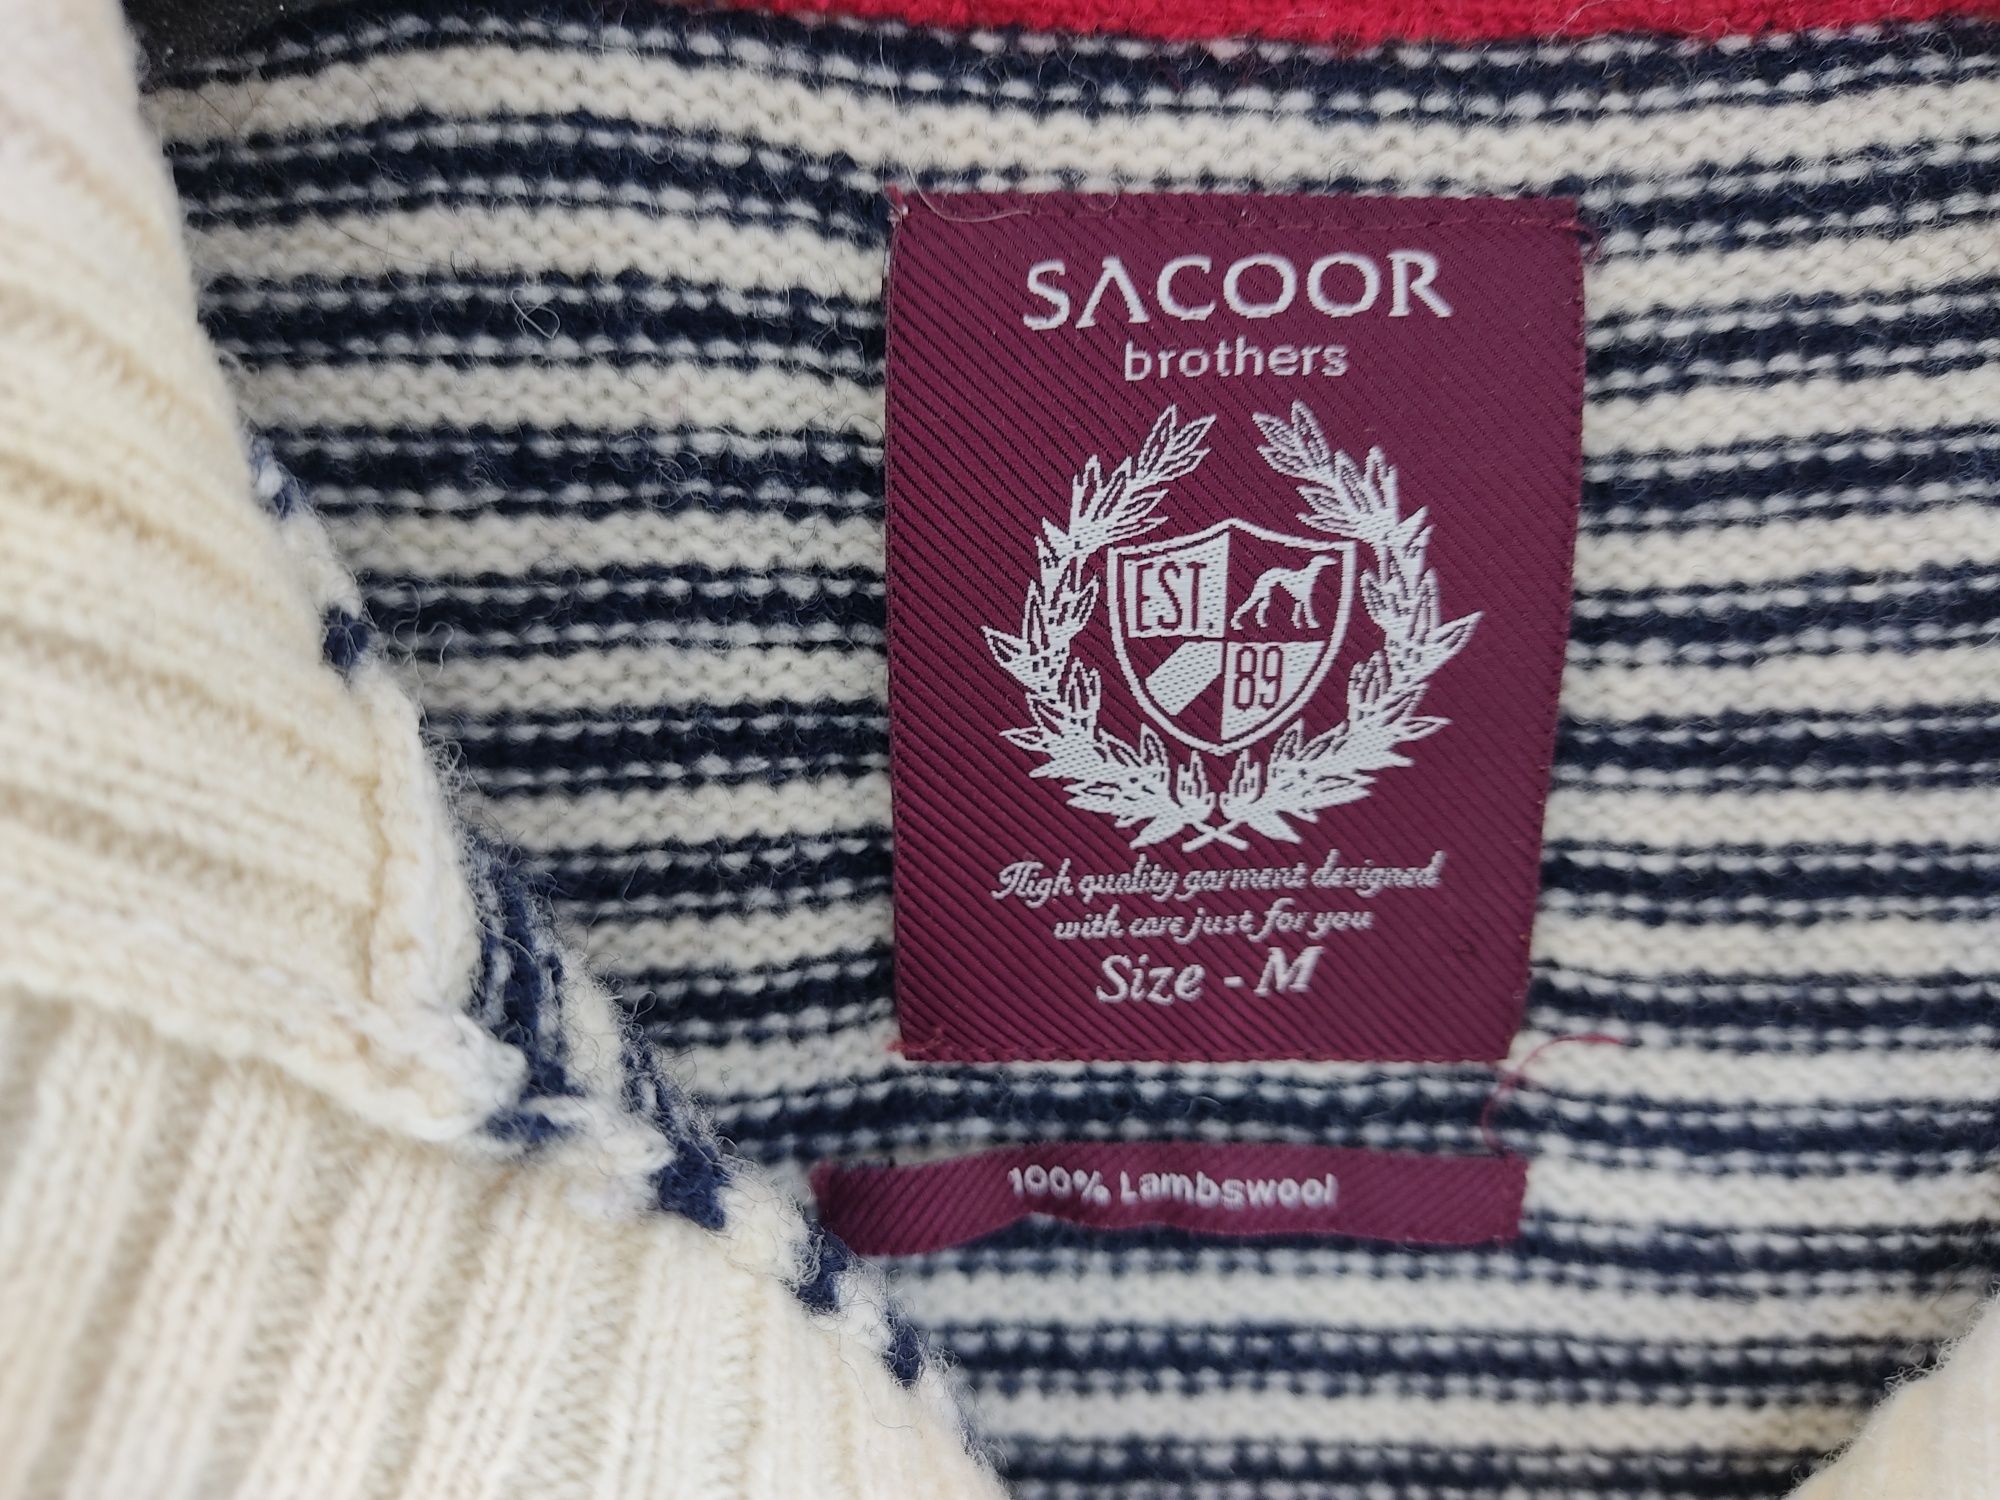 SACOOR
brothers
EST.
89
High quality garment designed
with care just for you
Size - M
100% Lambswool